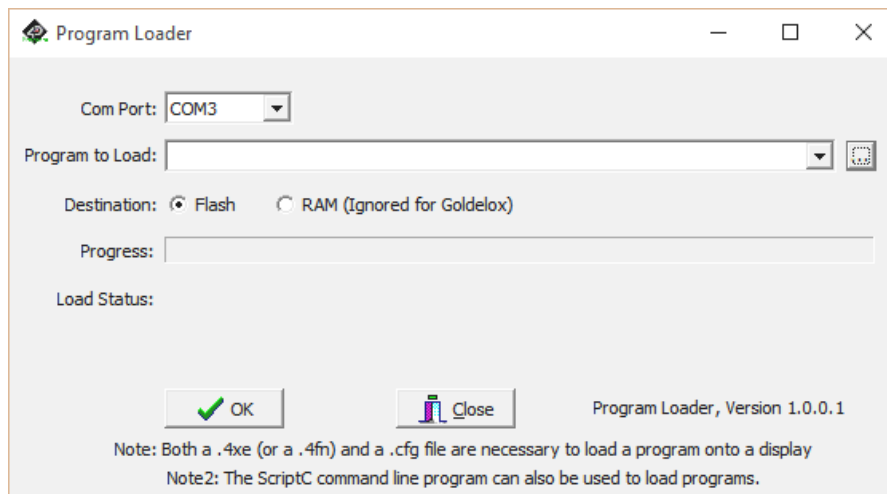 Program Loader
Com Port: COM3
Program to Load:
Destination: Flash RAM (Ignored for Goldelox)
Progress:
Load Status:
OK Close Program Loader, Version 1.0.0.1
Note: Both a .4xe (or a .4fn) and a .cfg file are necessary to load a program onto a display
Note2: The ScriptC command line program can also be used to load programs.